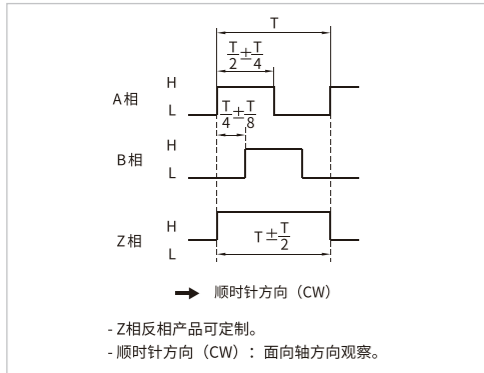 T
T/2±T/4
H
A相
L
T/4±T/8
H
B相
L
H
Z相
T±T/2
L
顺时针方向（CW）
- Z相反相产品可定制。
- 顺时针方向（CW）：面向轴方向观察。